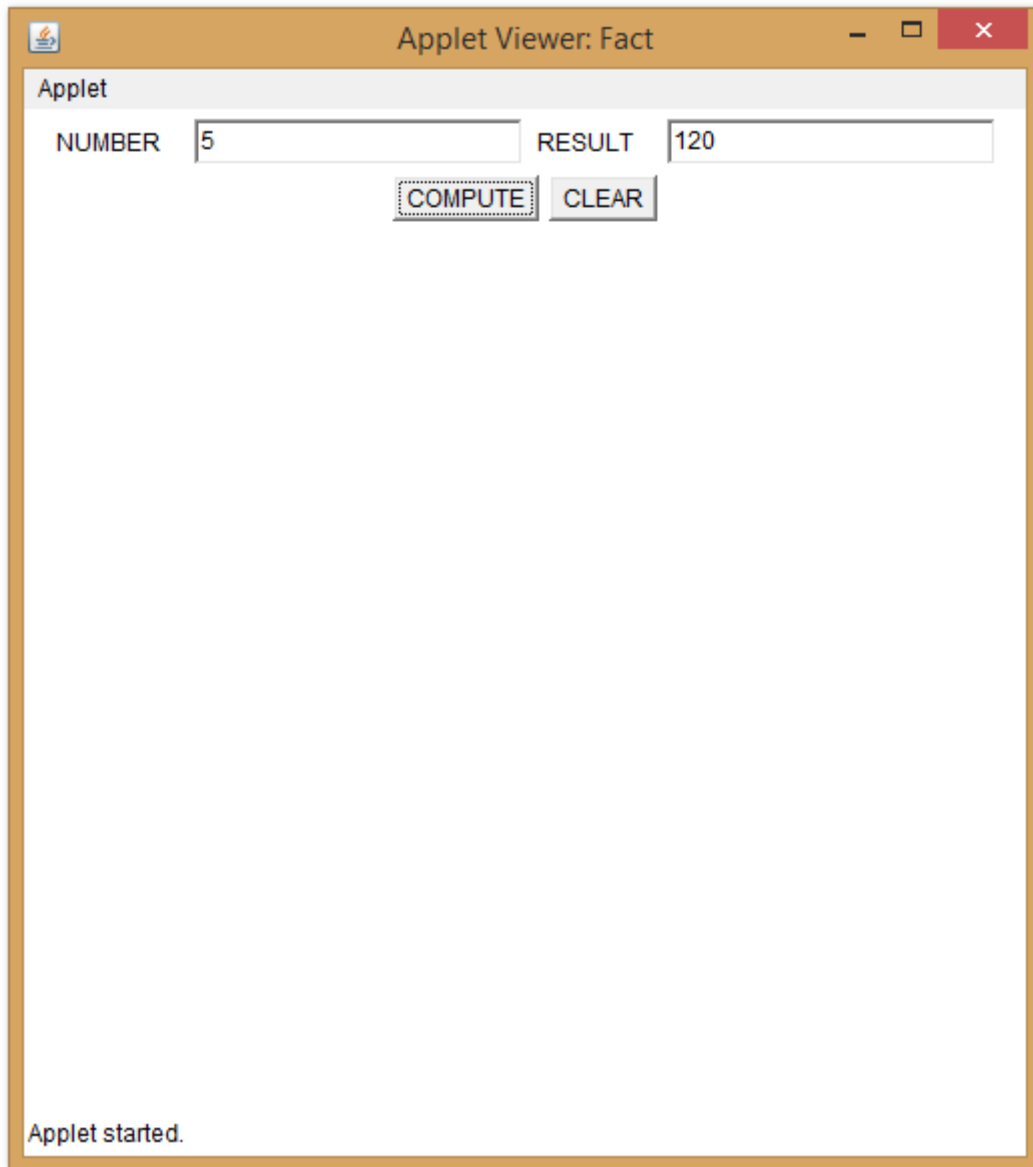 Applet Viewer: Fact
Applet
NUMBER 5 RESULT 120
COMPUTE CLEAR
Applet started.